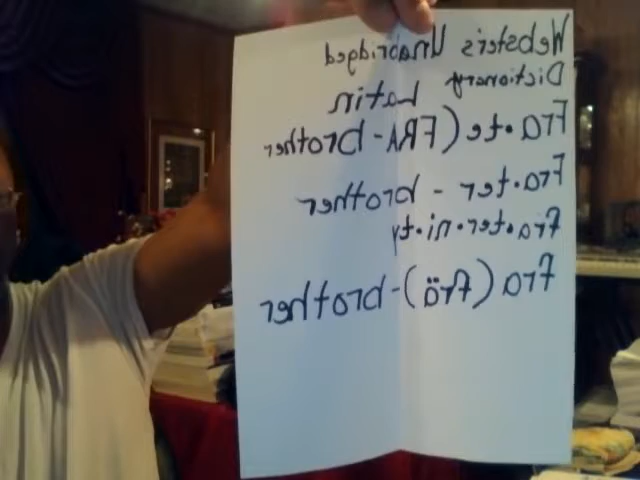 Webster's Unabridged
Dictionary
Latin
Fra•te (FRA-brother
Fra•ter - brother
fra•ter•ni•ty
fra (frä)-brother